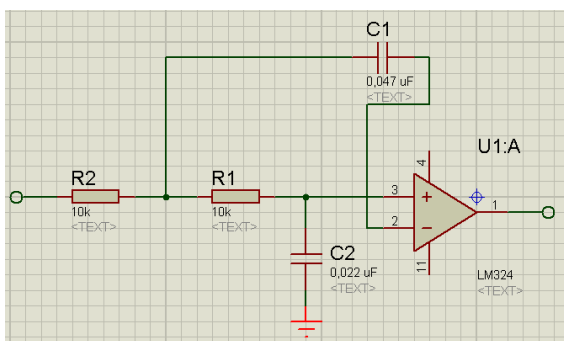 C1
0,047 uF
<TEXT>
U1:A
4
R2
10k
<TEXT>
R1
10k
<TEXT>
3
2
1
11
C2
0,022 uF
<TEXT>
LM324
<TEXT>